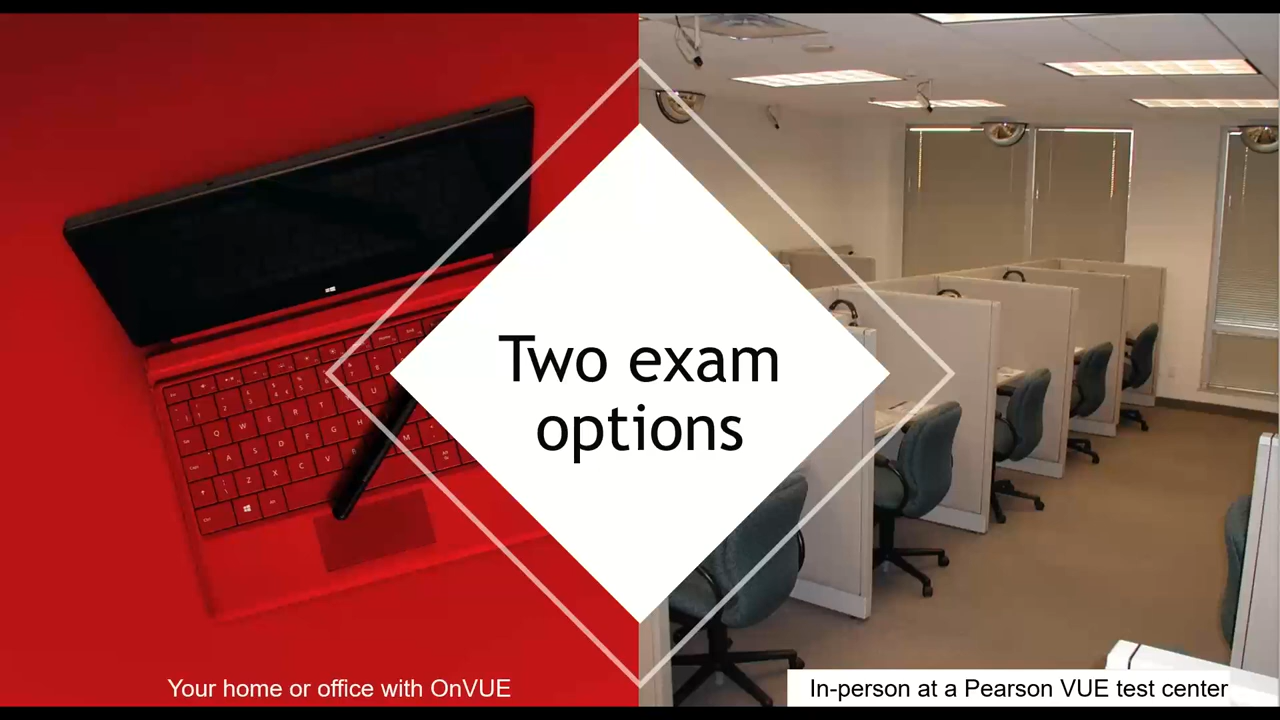 Two exam
options
Your home or office with OnVUE
In-person at a Pearson VUE test center